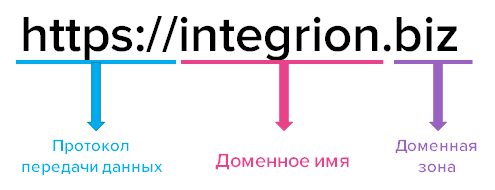 https://integrion.biz
Протокол
передачи данных
Доменное имя
Доменная
зона